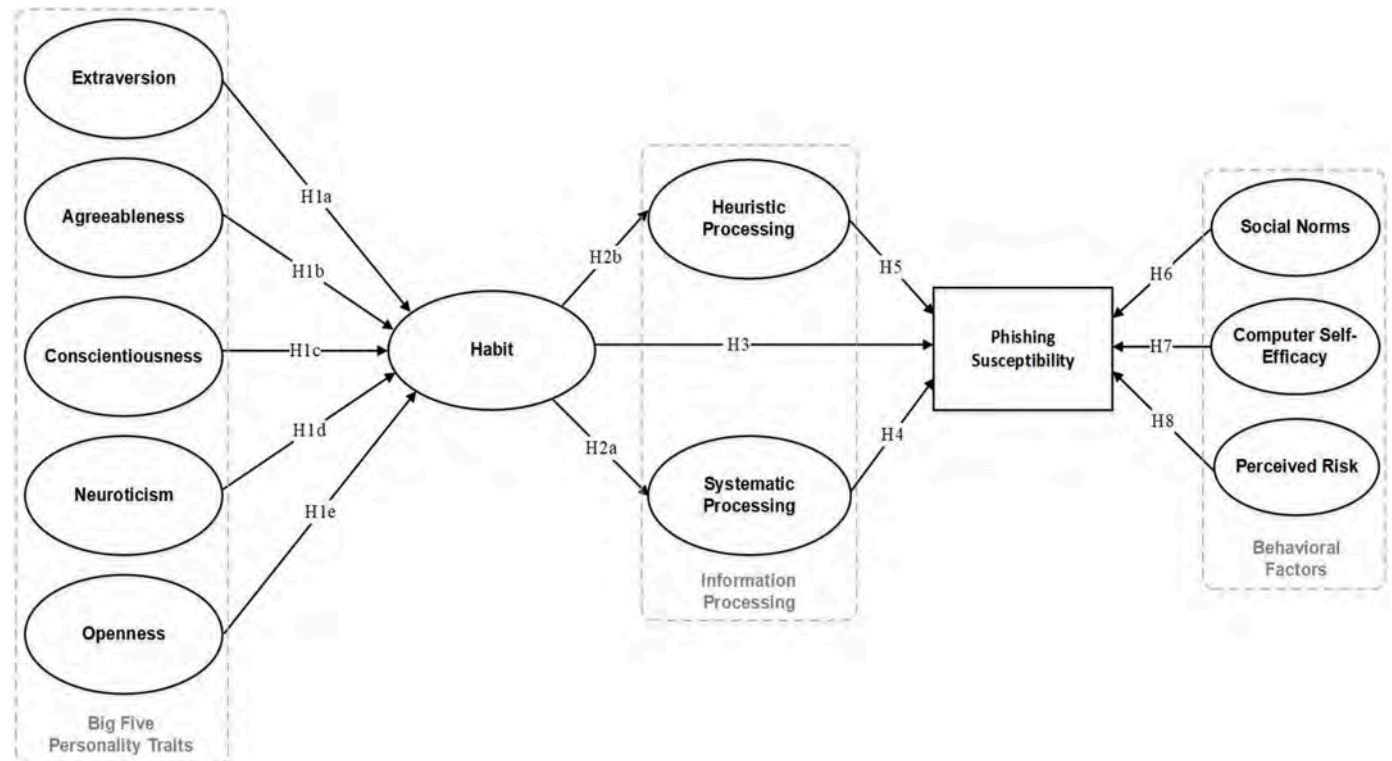 Extraversion
Agreeableness
Conscientiousness
Neuroticism
Openness
Big Five
Personality Traits
H1a
H1b
H1c
H1d
H1e
Habit
H2b
H3
H2a
Heuristic
Processing
Systematic
Processing
Information
Processing
H5
H4
Phishing
Susceptibility
H6
H7
H8
Social Norms
Computer Self-
Efficacy
Perceived Risk
Behavioral
Factors